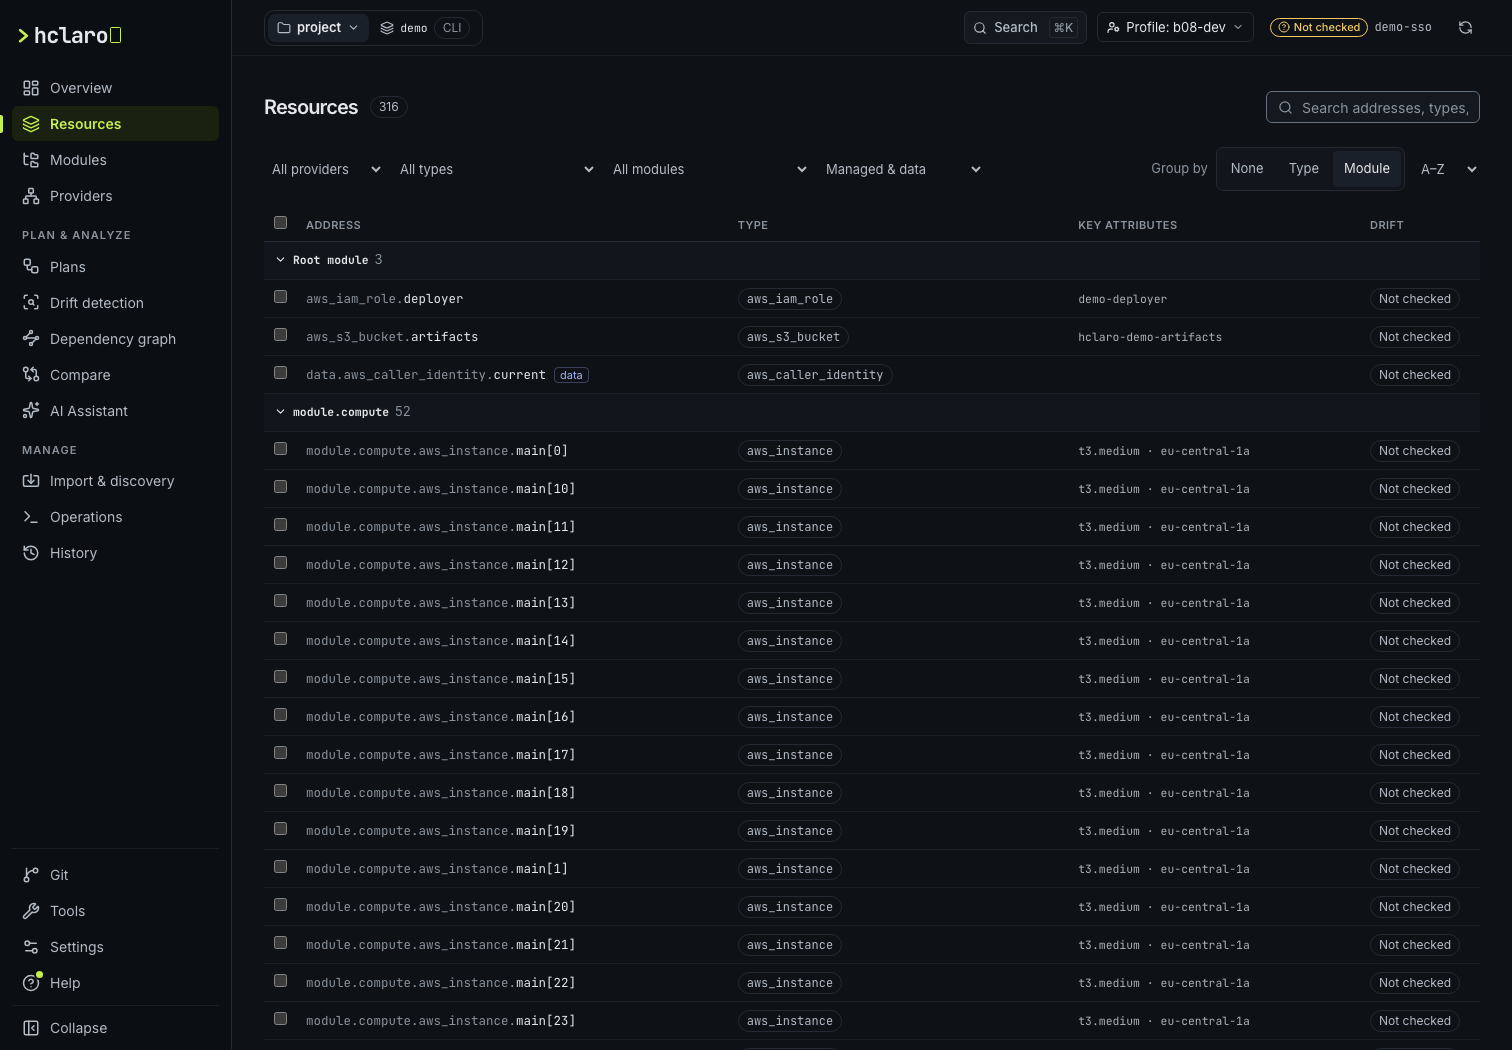 hclaro
project
demo CLI
Search ⌘K
Profile: b08-dev
Not checked
demo-sso
Overview
Resources
Modules
Providers
PLAN & ANALYZE
Plans
Drift detection
Dependency graph
Compare
AI Assistant
MANAGE
Import & discovery
Operations
History
Git
Tools
Settings
Help
Collapse
Resources 316
Search addresses, types,
All providers All types All modules Managed & data Group by None Type Module A–Z
ADDRESS TYPE KEY ATTRIBUTES DRIFT
Root module 3
aws_iam_role.deployer aws_iam_role demo-deployer Not checked
aws_s3_bucket.artifacts aws_s3_bucket hclaro-demo-artifacts Not checked
data.aws_caller_identity.current data aws_caller_identity Not checked
module.compute 52
module.compute.aws_instance.main[0] aws_instance t3.medium · eu-central-1a Not checked
module.compute.aws_instance.main[10] aws_instance t3.medium · eu-central-1a Not checked
module.compute.aws_instance.main[11] aws_instance t3.medium · eu-central-1a Not checked
module.compute.aws_instance.main[12] aws_instance t3.medium · eu-central-1a Not checked
module.compute.aws_instance.main[13] aws_instance t3.medium · eu-central-1a Not checked
module.compute.aws_instance.main[14] aws_instance t3.medium · eu-central-1a Not checked
module.compute.aws_instance.main[15] aws_instance t3.medium · eu-central-1a Not checked
module.compute.aws_instance.main[16] aws_instance t3.medium · eu-central-1a Not checked
module.compute.aws_instance.main[17] aws_instance t3.medium · eu-central-1a Not checked
module.compute.aws_instance.main[18] aws_instance t3.medium · eu-central-1a Not checked
module.compute.aws_instance.main[19] aws_instance t3.medium · eu-central-1a Not checked
module.compute.aws_instance.main[1] aws_instance t3.medium · eu-central-1a Not checked
module.compute.aws_instance.main[20] aws_instance t3.medium · eu-central-1a Not checked
module.compute.aws_instance.main[21] aws_instance t3.medium · eu-central-1a Not checked
module.compute.aws_instance.main[22] aws_instance t3.medium · eu-central-1a Not checked
module.compute.aws_instance.main[23] aws_instance t3.medium · eu-central-1a Not checked